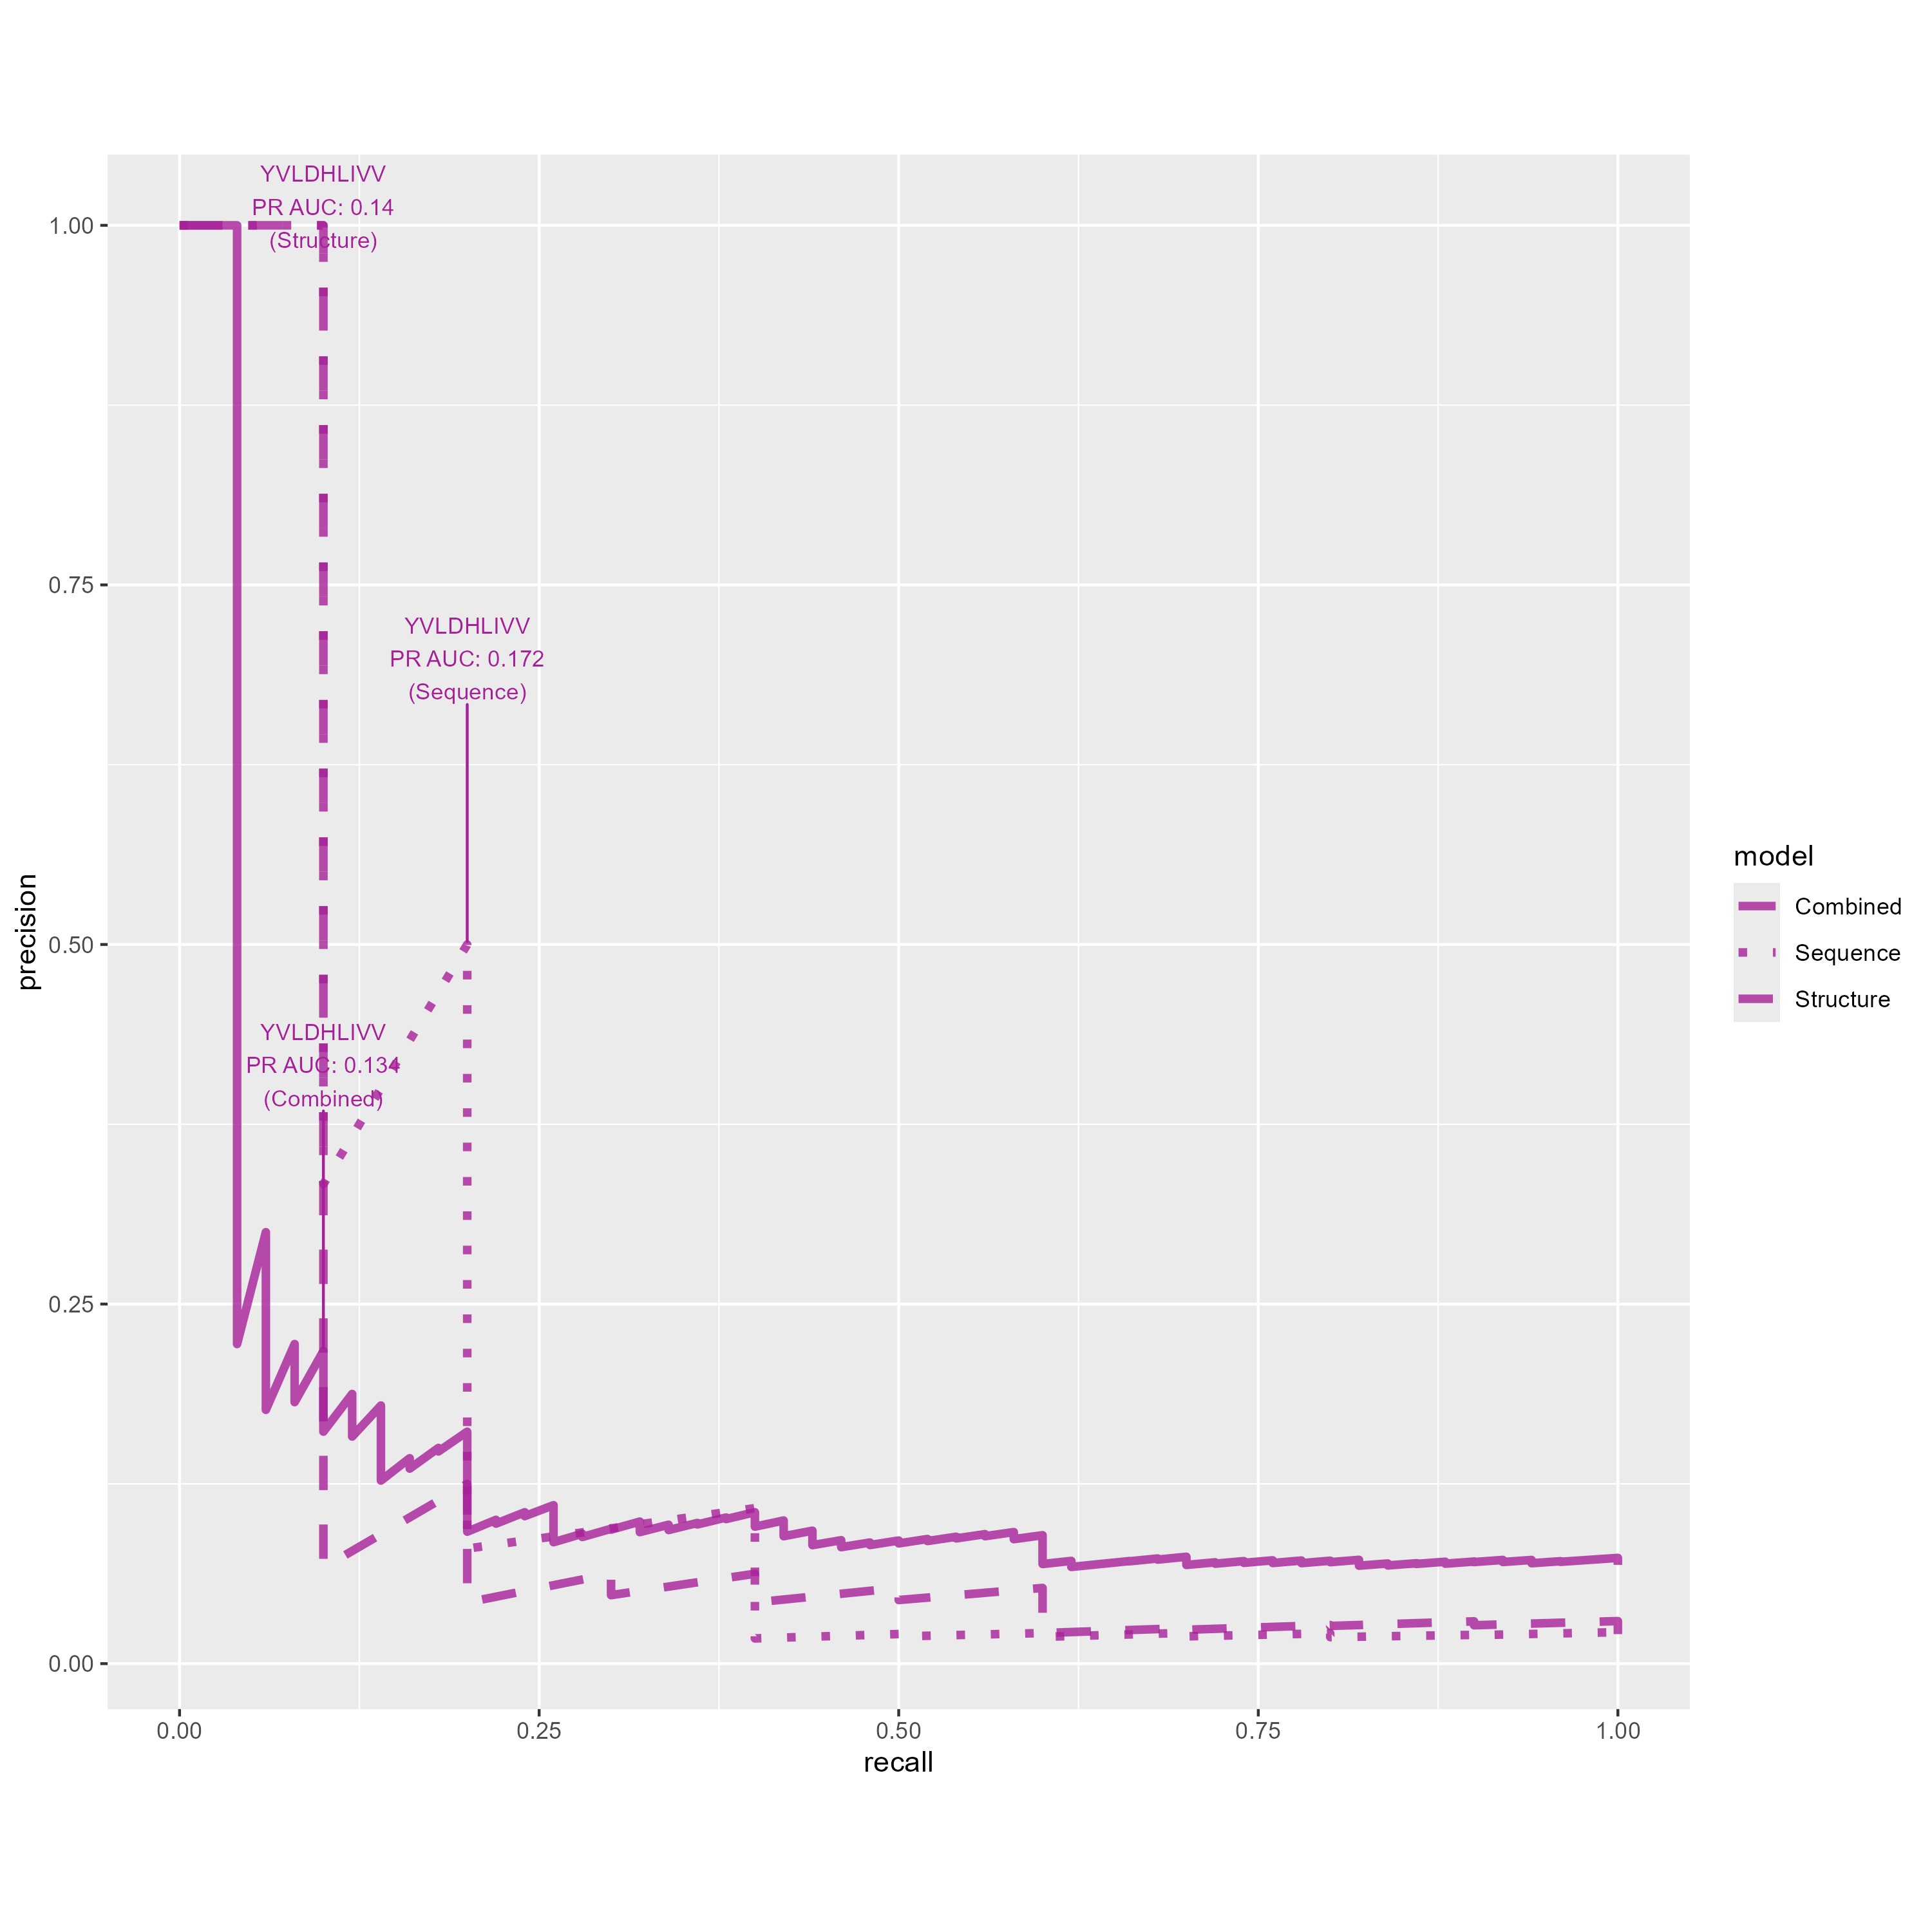 YVLDHLIVV
PR AUC: 0.14
(Structure)
YVLDHLIVV
PR AUC: 0.172
(Sequence)
YVLDHLIVV
PR AUC: 0.134
(Combined)
1.00
0.75
0.50
0.25
0.00
precision
0.00
0.25
0.50
0.75
1.00
recall
model
Combined
Sequence
Structure